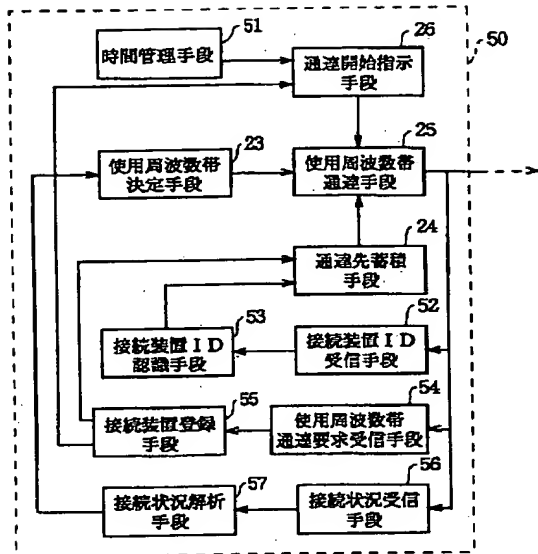 51
時間管理手段
26
通達開始指示
手段
50
23
使用周波数帯
決定手段
25
使用周波数帯
通達手段
24
通達先蓄積
手段
53
接続装置ID
認識手段
52
接続装置ID
受信手段
55
接続装置登録
手段
54
使用周波数帯
通達要求受信手段
57
接続状況解析
手段
56
接続状況受信
手段